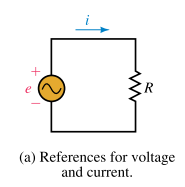 i
+
e
−
R
(a) References for voltage
and current.